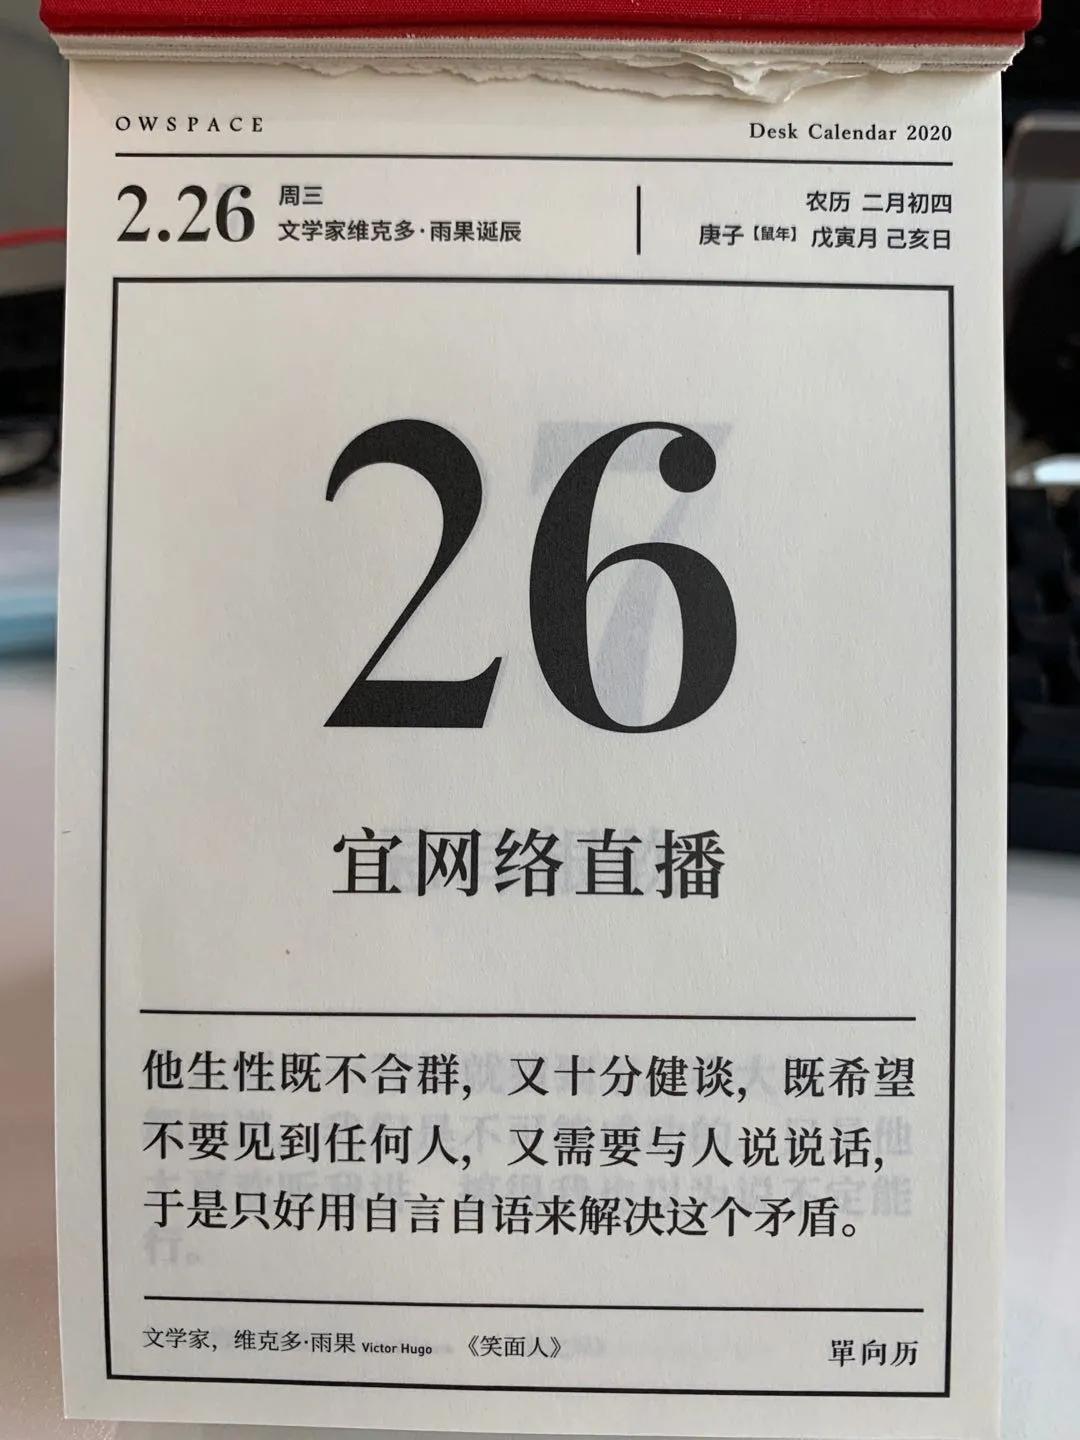 OWSPACE
Desk Calendar 2020
2.26
周三
文学家维克多·雨果诞辰
农历 二月初四
庚子【鼠年】 戊寅月 己亥日
26
宜网络直播
他生性既不合群，又十分健谈，既希望
不要见到任何人，又需要与人说说话，
于是只好用自言自语来解决这个矛盾。
文学家，维克多·雨果 Victor Hugo 《笑面人》
單向历